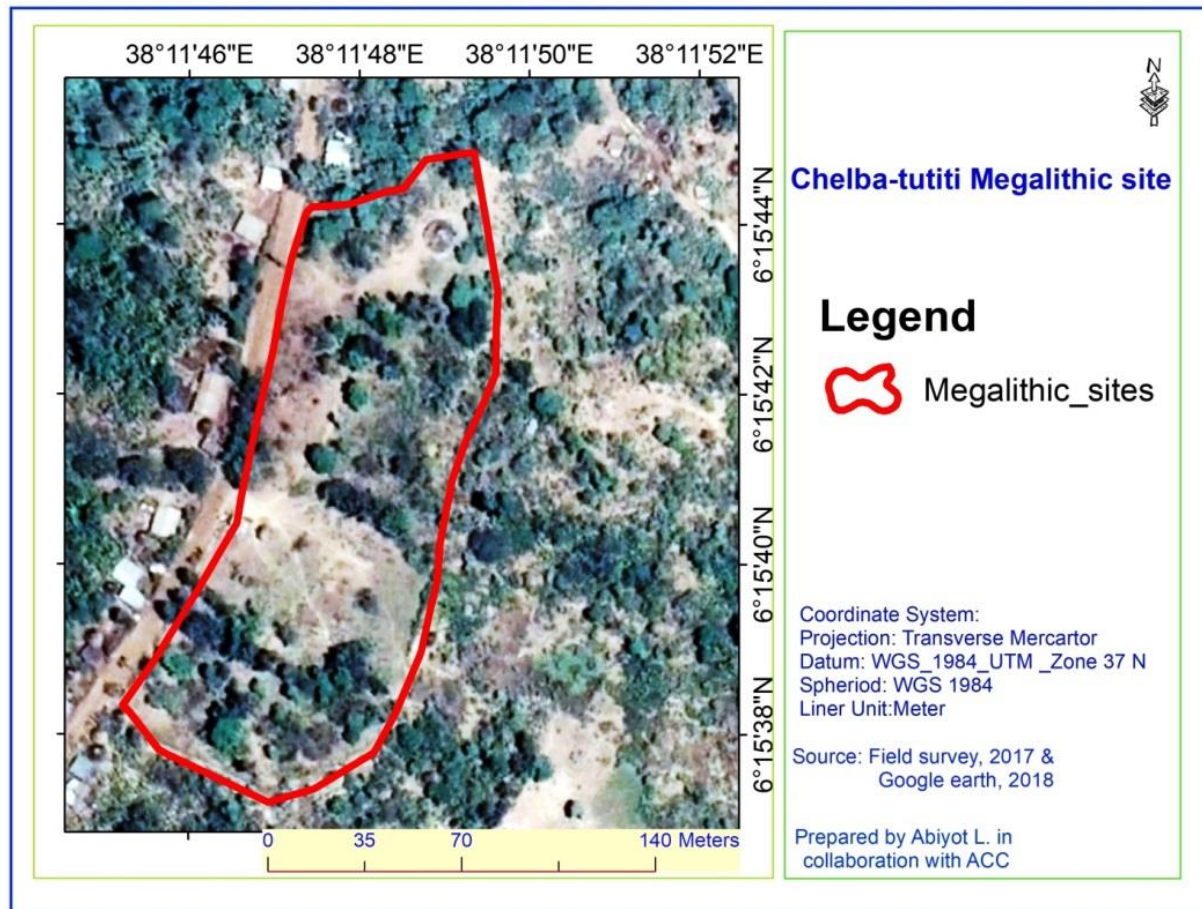 38°11'46"E 38°11'48"E 38°11'50"E 38°11'52"E
6°15'44"N
6°15'42"N
6°15'40"N
6°15'38"N
0 35 70 140 Meters
N
Chelba-tutiti Megalithic site
Legend
Megalithic_sites
Coordinate System:
Projection: Transverse Mercartor
Datum: WGS_1984_UTM _Zone 37 N
Spheriod: WGS 1984
Liner Unit:Meter
Source: Field survey, 2017 &
Google earth, 2018
Prepared by Abiyot L. in
collaboration with ACC